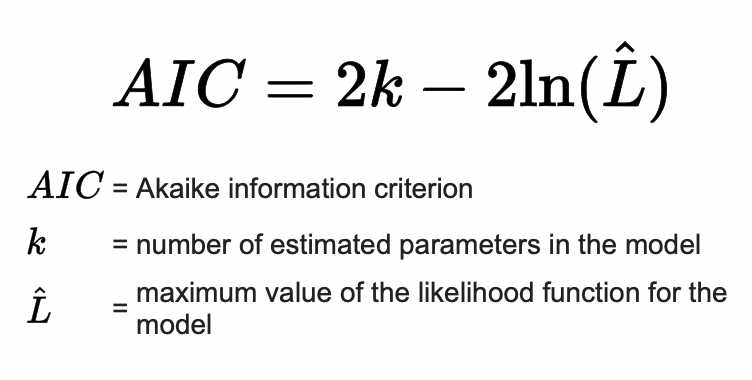 AIC = 2k − 2ln(L̂)
AIC = Akaike information criterion
k = number of estimated parameters in the model
L̂ = maximum value of the likelihood function for the
model